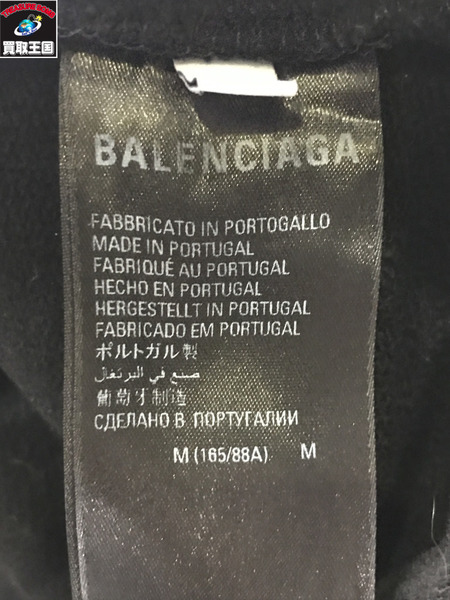 TREASURE KING
買取王国
BALENCIAGA
FABBRICATO IN PORTOGALLO
MADE IN PORTUGAL
FABRIQUÉ AU PORTUGAL
HECHO EN PORTUGAL
HERGESTELLT IN PORTUGAL
FABRICADO EM PORTUGAL
ポルトガル製
صنع في البرتغال
葡萄牙制造
СДЕЛАНО В ПОРТУГАЛИИ
M (165/88A) M